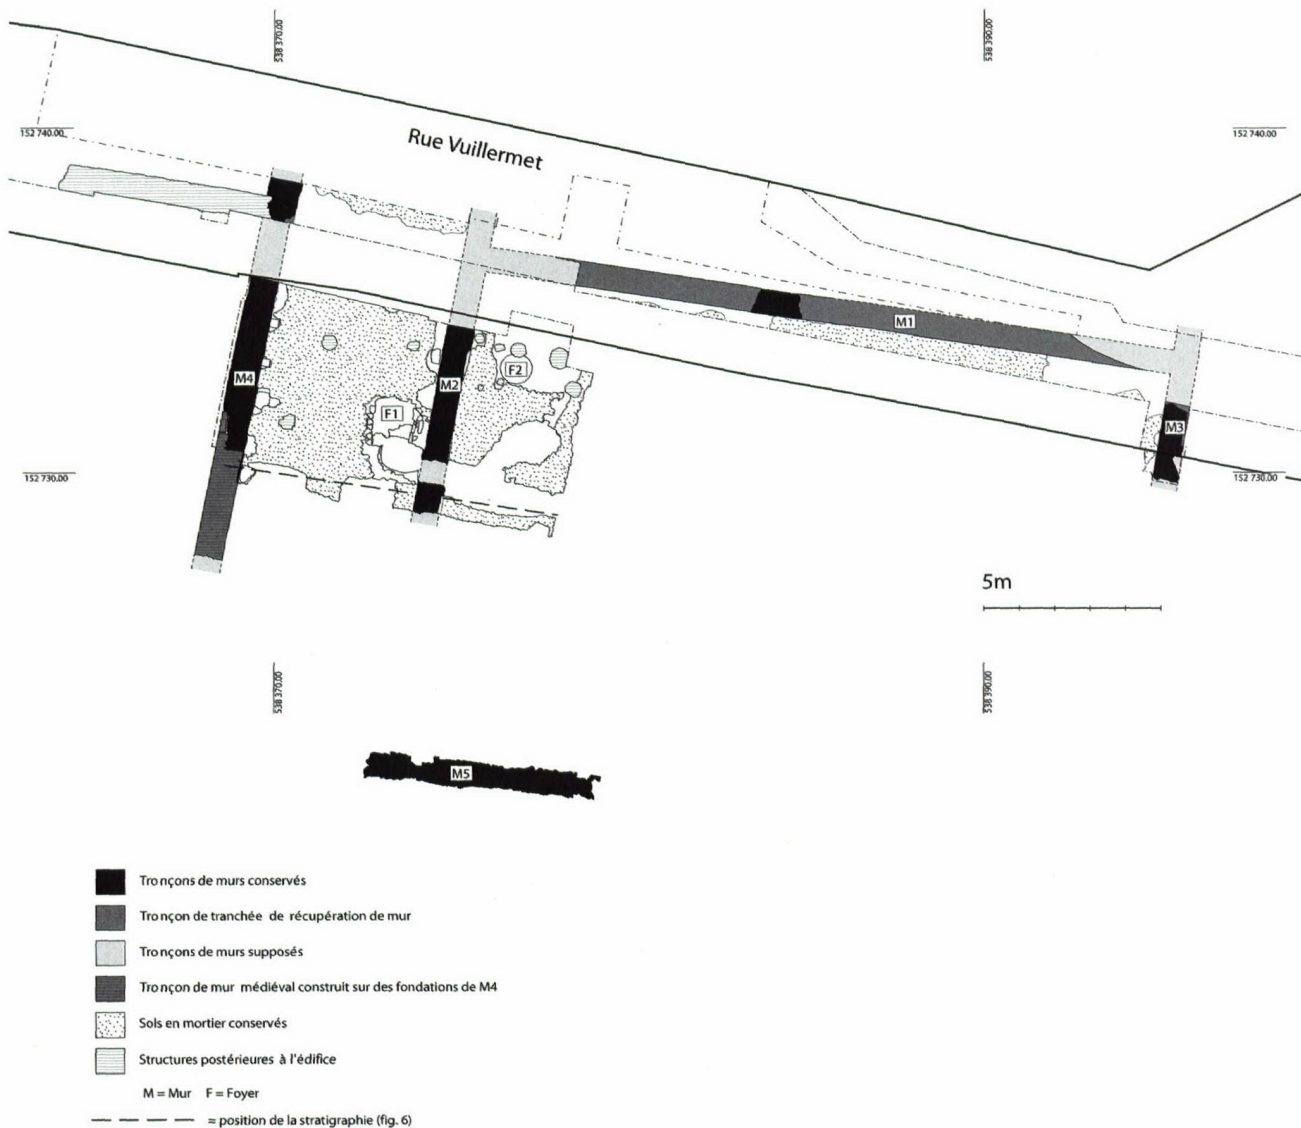 538 370.00
538 390.00
152 740.00
152 740.00
Rue Vuillermet
M1
M4
M2
F2
F1
M3
152 730.00
152 730.00
5m
538 370.00
538 390.00
M5
Tronçons de murs conservés
Tronçon de tranchée de récupération de mur
Tronçons de murs supposés
Tronçon de mur médiéval construit sur des fondations de M4
Sols en mortier conservés
Structures postérieures à l'édifice
M = Mur F = Foyer
= position de la stratigraphie (fig. 6)